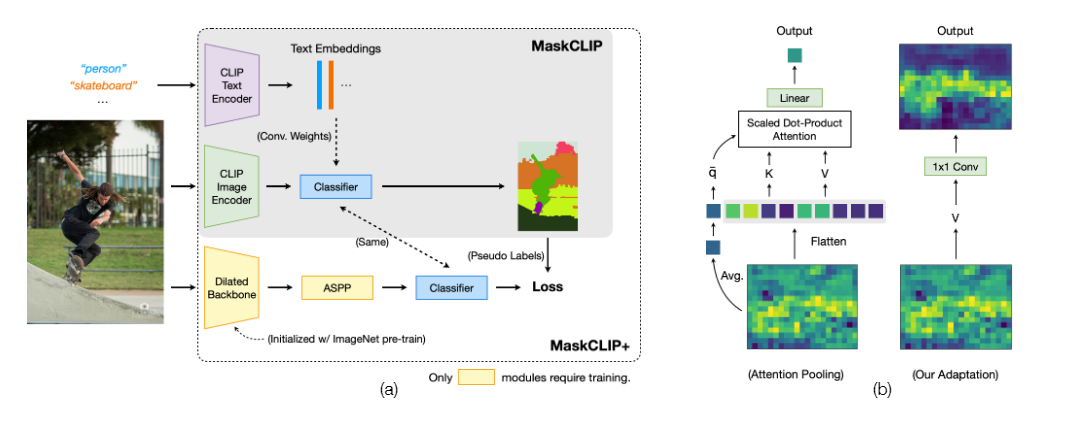 "person"
"skateboard"
...
CLIP
Text
Encoder
Text Embeddings
...
MaskCLIP
(Conv. Weights)
CLIP
Image
Encoder
Classifier
(Same)
(Pseudo Labels)
Dilated
Backbone
ASPP
Classifier
Loss
(Initialized w/ ImageNet pre-train)
MaskCLIP+
Only modules require training.
(a)
Output
Linear
Scaled Dot-Product
Attention
q̄
K
V
Flatten
Avg.
(Attention Pooling)
Output
1x1 Conv
V
(Our Adaptation)
(b)